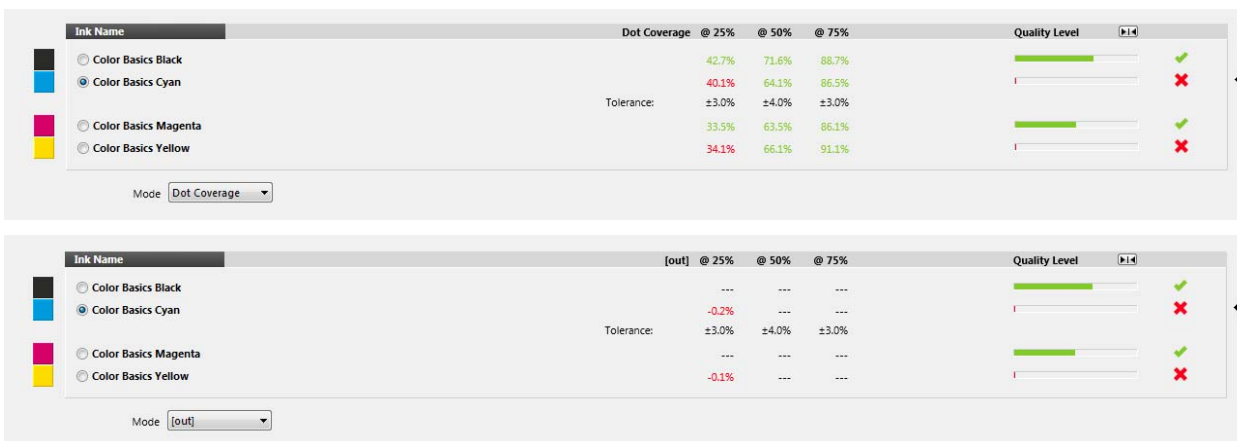 Ink Name Dot Coverage @ 25% @ 50% @ 75% Quality Level
Color Basics Black 42.7% 71.6% 88.7%
Color Basics Cyan 40.1% 64.1% 86.5%
Tolerance: ±3.0% ±4.0% ±3.0%
Color Basics Magenta 33.5% 63.5% 86.1%
Color Basics Yellow 34.1% 66.1% 91.1%
Mode Dot Coverage
Ink Name [out] @ 25% @ 50% @ 75% Quality Level
Color Basics Black --- --- ---
Color Basics Cyan -0.2% --- ---
Tolerance: ±3.0% ±4.0% ±3.0%
Color Basics Magenta --- --- ---
Color Basics Yellow -0.1% --- ---
Mode [out]